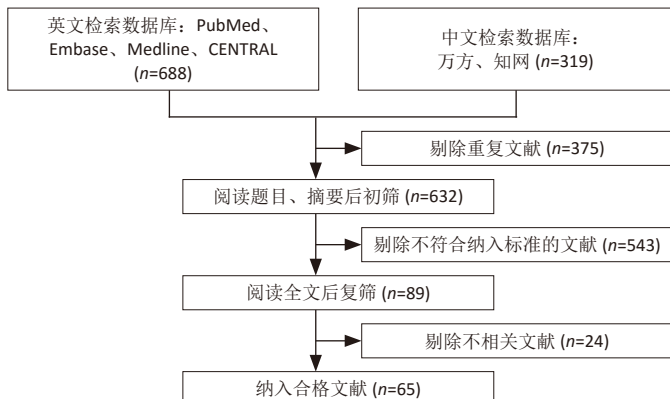 英文检索数据库：PubMed、
Embase、Medline、CENTRAL
(n=688)
中文检索数据库：
万方、知网 (n=319)
剔除重复文献 (n=375)
阅读题目、摘要后初筛 (n=632)
剔除不符合纳入标准的文献 (n=543)
阅读全文后复筛 (n=89)
剔除不相关文献 (n=24)
纳入合格文献 (n=65)